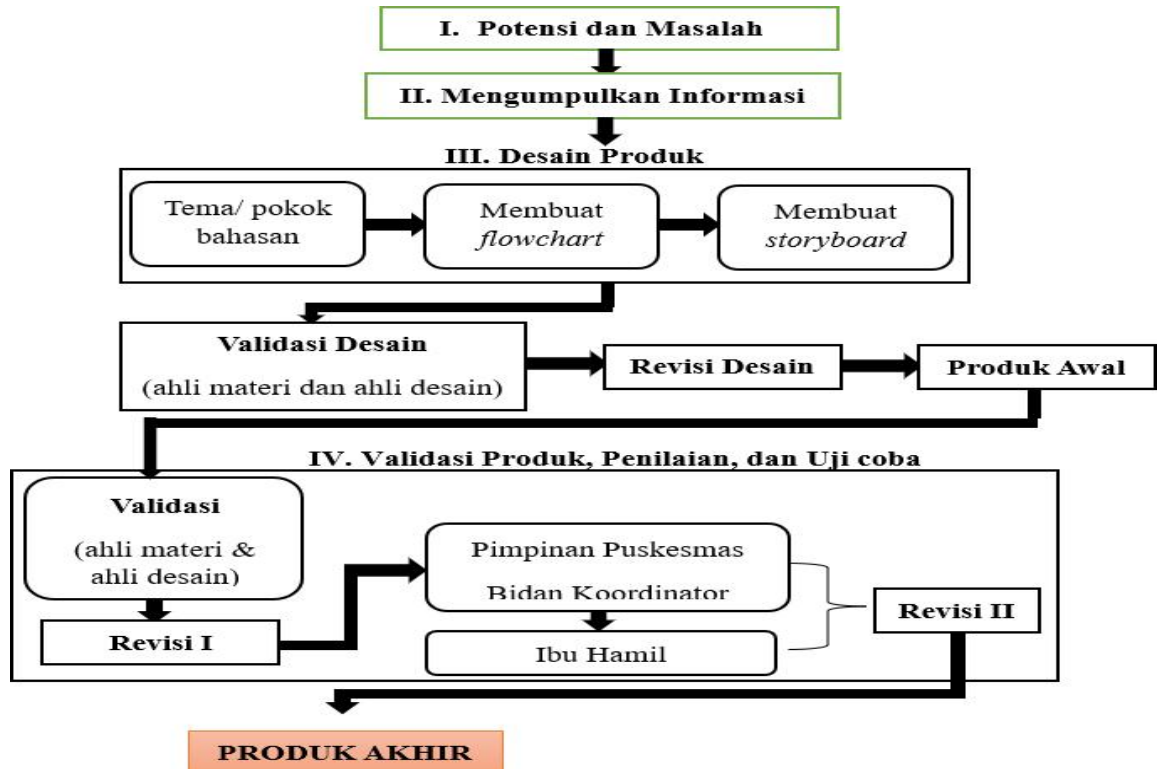 I. Potensi dan Masalah
II. Mengumpulkan Informasi
III. Desain Produk
Tema/ pokok
bahasan
Membuat
flowchart
Membuat
storyboard
Validasi Desain
(ahli materi dan ahli desain)
Revisi Desain
Produk Awal
IV. Validasi Produk, Penilaian, dan Uji coba
Validasi
(ahli materi &
ahli desain)
Revisi I
Pimpinan Puskesmas
Bidan Koordinator
Ibu Hamil
Revisi II
PRODUK AKHIR